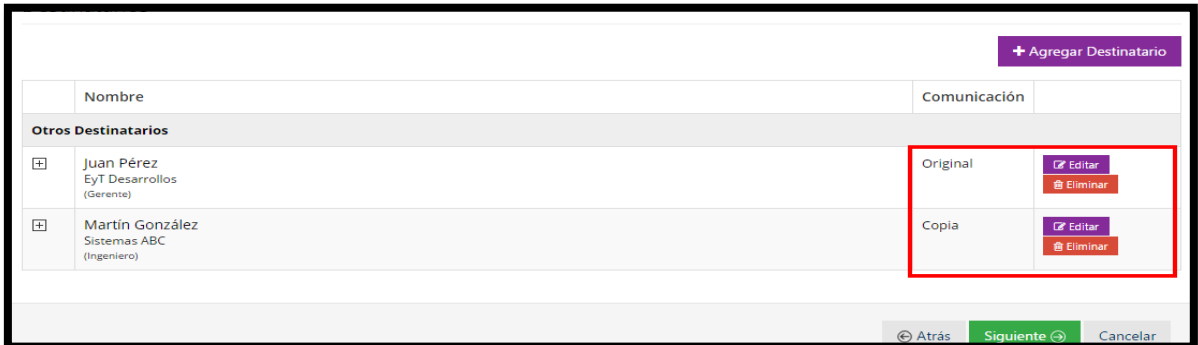 Agregar Destinatario
Nombre Comunicación
Otros Destinatarios
Juan Pérez Original Editar
EyT Desarrollos Eliminar
(Gerente)
Martín González Copia Editar
Sistemas ABC Eliminar
(Ingeniero)
Atrás Siguiente Cancelar